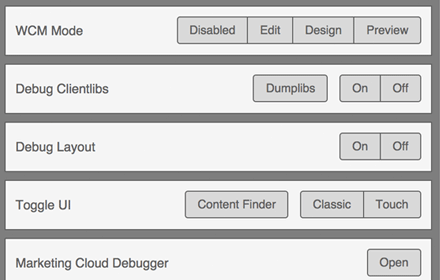 WCM Mode Disabled Edit Design Preview
Debug Clientlibs Dumplibs On Off
Debug Layout On Off
Toggle UI Content Finder Classic Touch
Marketing Cloud Debugger Open